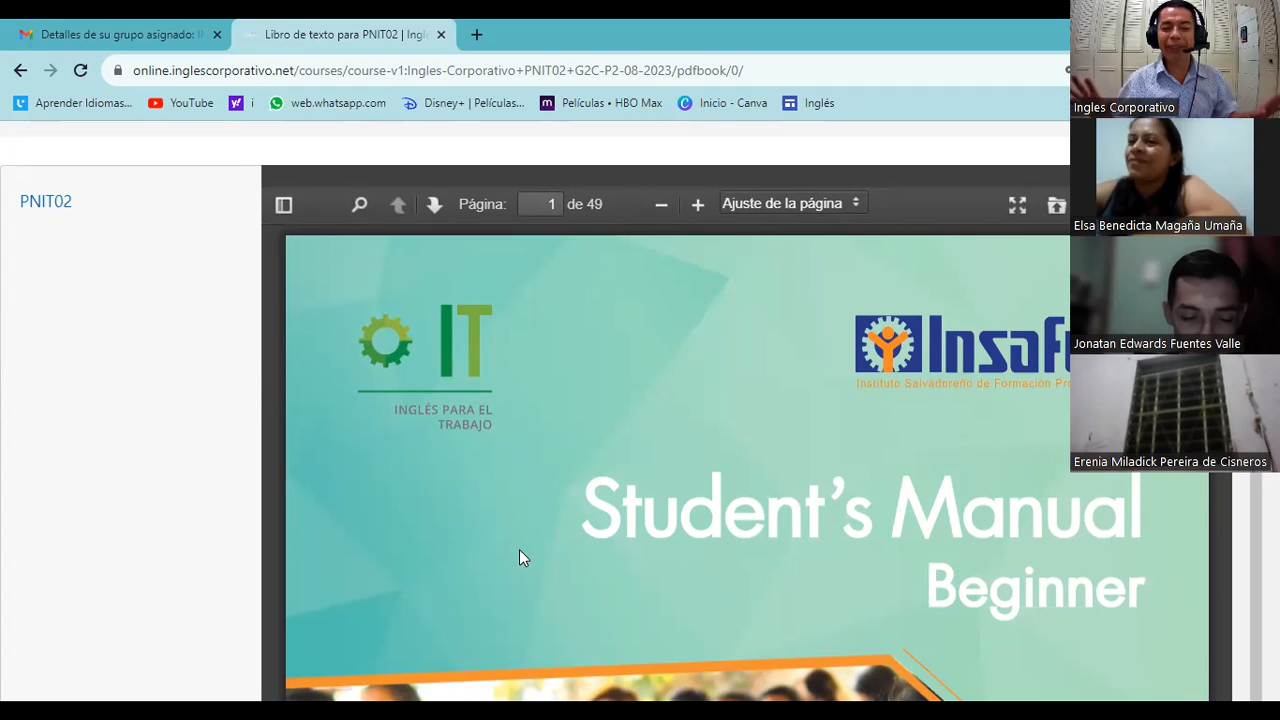 Detalles de su grupo asignado:
Libro de texto para PNIT02 | Ingl
online.inglescorporativo.net/courses/course-v1:ingles-Corporativo+PNIT02+G2C-P2-08-2023/pdfbook/0/
Aprender idiomas...
YouTube
i
web.whatsapp.com
Disney+ | Películas...
Películas • HBO Max
Inicio - Canva
Inglés
PNIT02
Página: 1 de 49
Ajuste de la página
IT
INGLÉS PARA EL
TRABAJO
Insafo
Instituto Salvadoreño de Formación Pro
Student's Manual
Beginner
Ingles Corporativo
Elsa Benedicta Magaña Umaña
Jonatan Edwards Fuentes Valle
Erenia Miladick Pereira de Cisneros